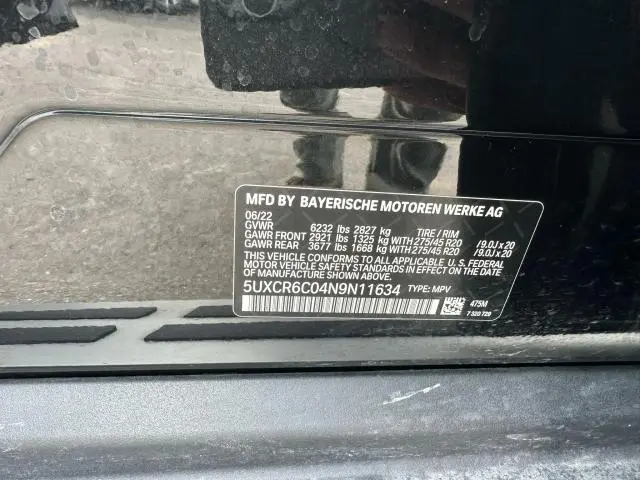 MFD BY BAYERISCHE MOTOREN WERKE AG
06/22
GVWR 6232 lbs 2827 kg TIRE / RIM
GAWR FRONT 2921 lbs 1325 kg WITH 275/45 R20 /9.0J x 20
GAWR REAR 3677 lbs 1668 kg WITH 275/45 R20 /9.0J x 20
THIS VEHICLE CONFORMS TO ALL APPLICABLE U.S. FEDERAL
MOTOR VEHICLE SAFETY STANDARDS IN EFFECT ON THE
DATE OF MANUFACTURE SHOWN ABOVE.
5UXCR6C04N9N11634 TYPE: MPV
475M
7 320 729